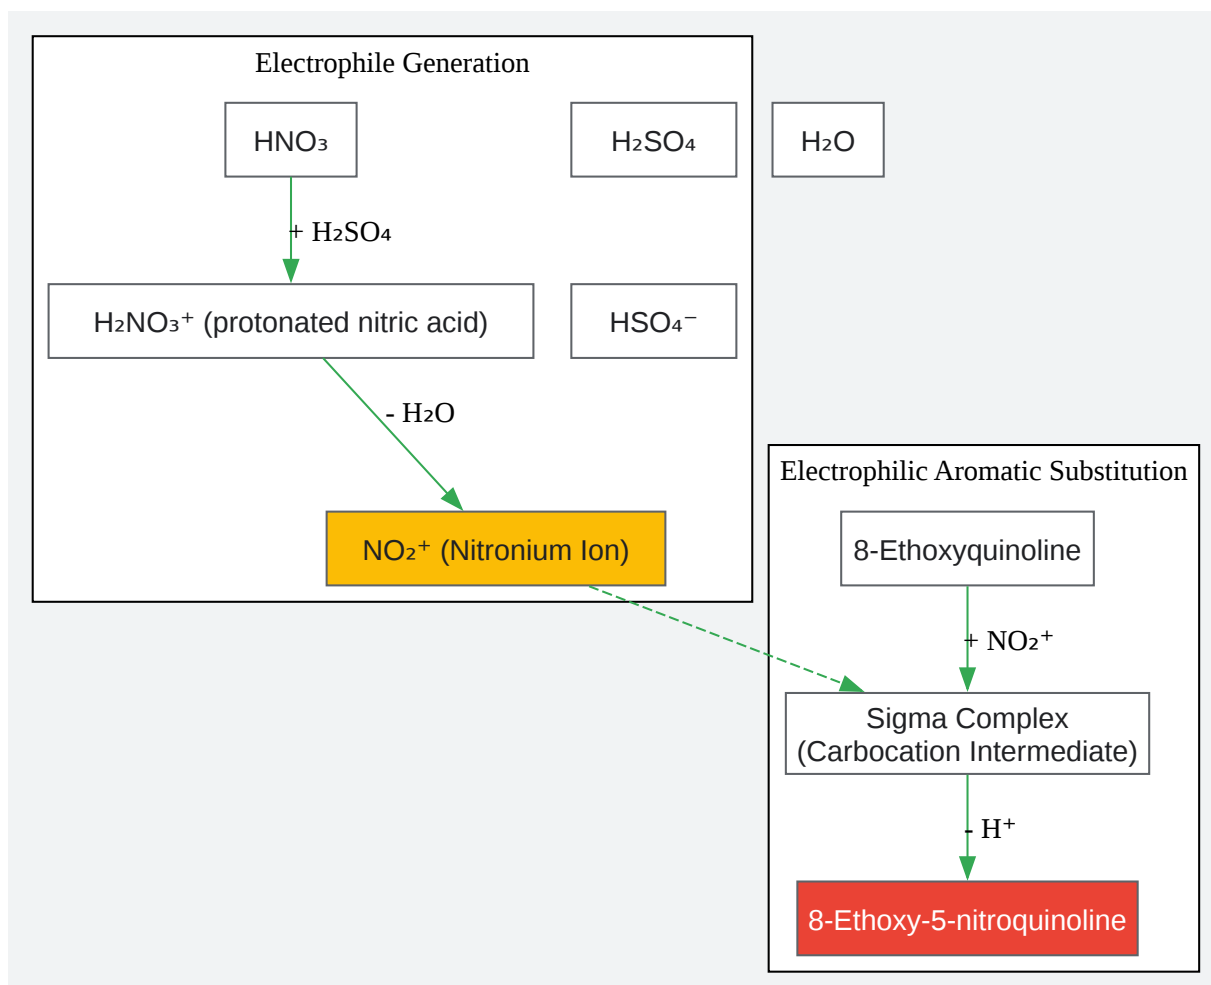 Electrophile Generation
HNO₃
H₂SO₄
H₂O
+ H₂SO₄
H₂NO₃⁺ (protonated nitric acid)
HSO₄⁻
- H₂O
NO₂⁺ (Nitronium Ion)
Electrophilic Aromatic Substitution
8-Ethoxyquinoline
+ NO₂⁺
Sigma Complex
(Carbocation Intermediate)
- H⁺
8-Ethoxy-5-nitroquinoline